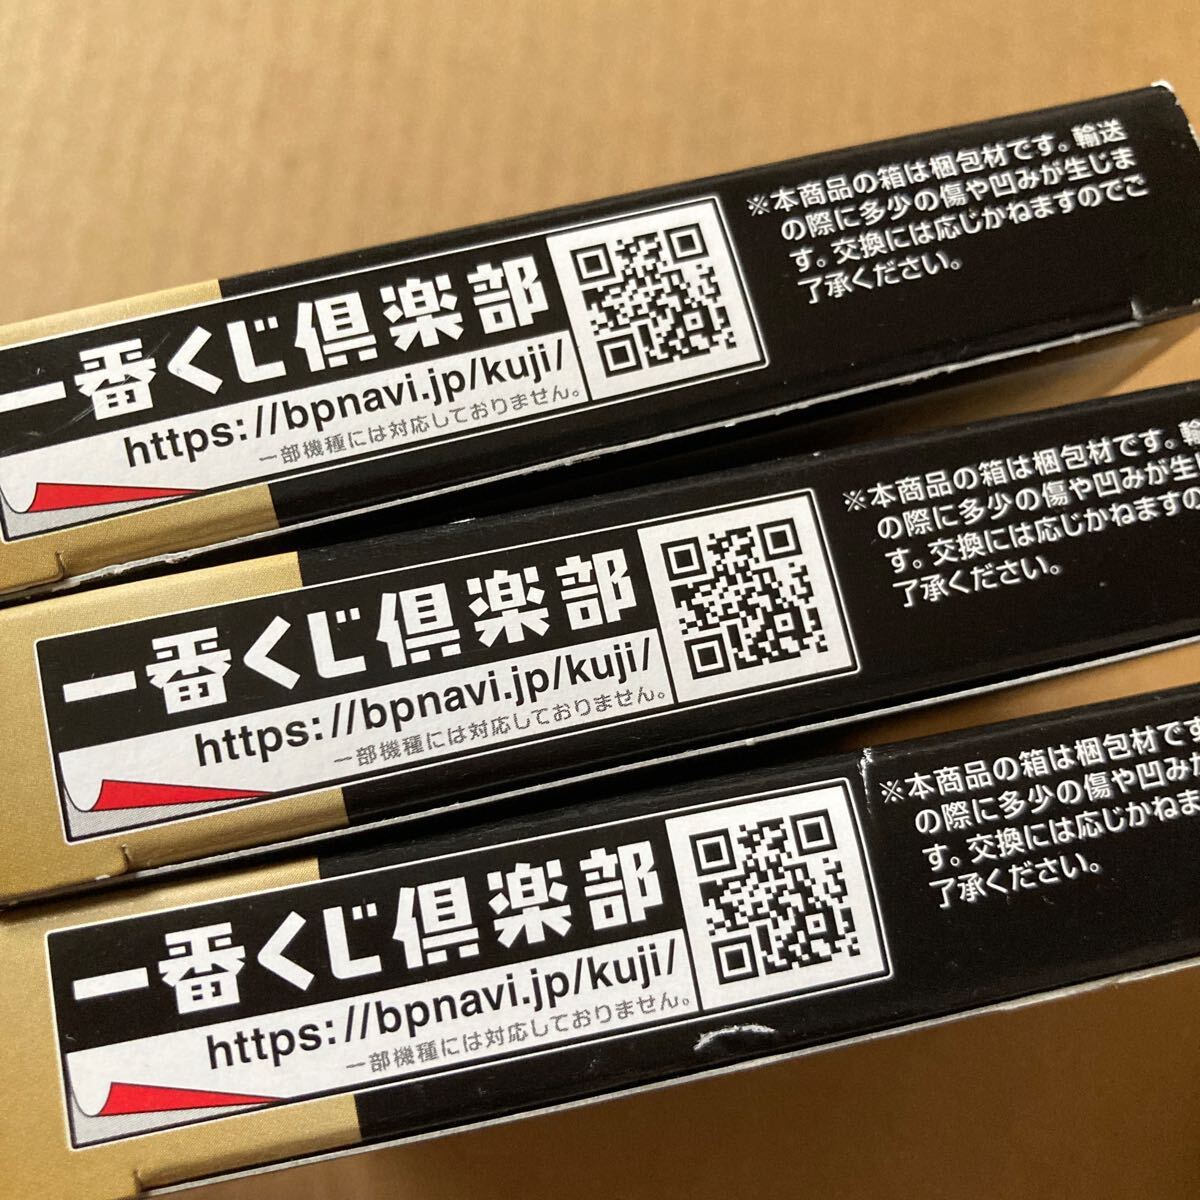 一番くじ倶楽部
https://bpnavi.jp/kuji/
一部機種には対応しておりません。
※本商品の箱は梱包材です。輸送
の際に多少の傷や凹みが生じま
す。交換には応じかねますのでご
了承ください。
一番くじ倶楽部
https://bpnavi.jp/kuji/
一部機種には対応しておりません。
※本商品の箱は梱包材です。輸
の際に多少の傷や凹みが生
す。交換には応じかねますの
了承ください。
一番くじ倶楽部
https://bpnavi.jp/kuji/
一部機種には対応しておりません。
※本商品の箱は梱包材です
の際に多少の傷や凹みが
す。交換には応じかねま
了承ください。